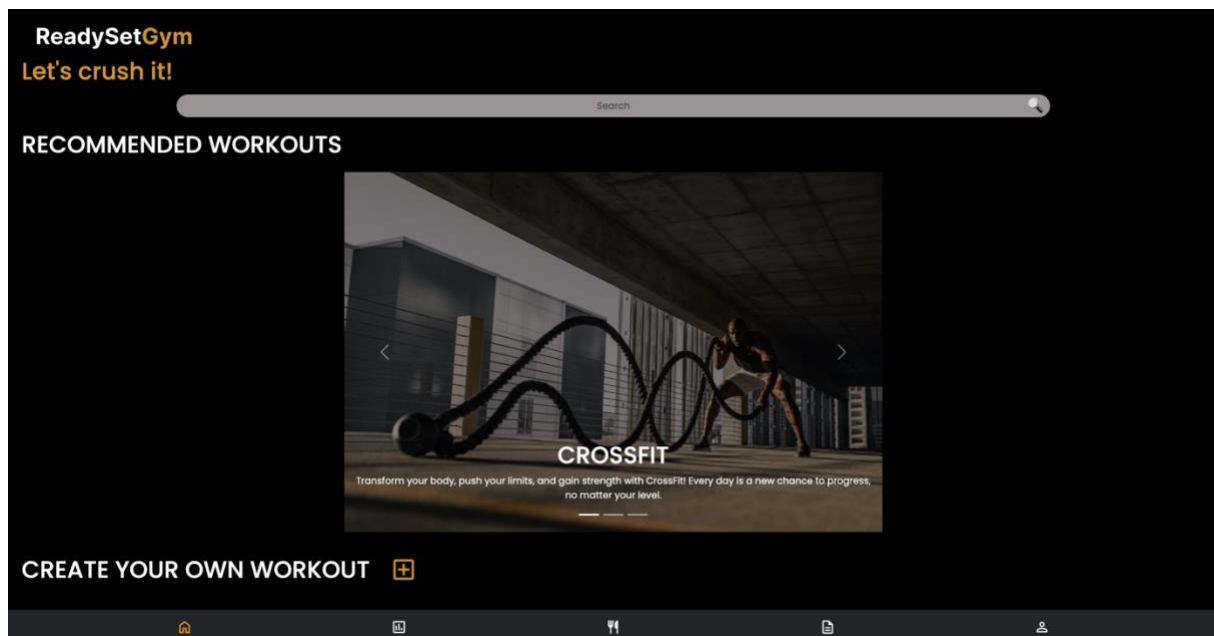 ReadySetGym
Let's crush it!
Search
RECOMMENDED WORKOUTS
CROSSFIT
Transform your body, push your limits, and gain strength with CrossFit! Every day is a new chance to progress,
no matter your level.
CREATE YOUR OWN WORKOUT